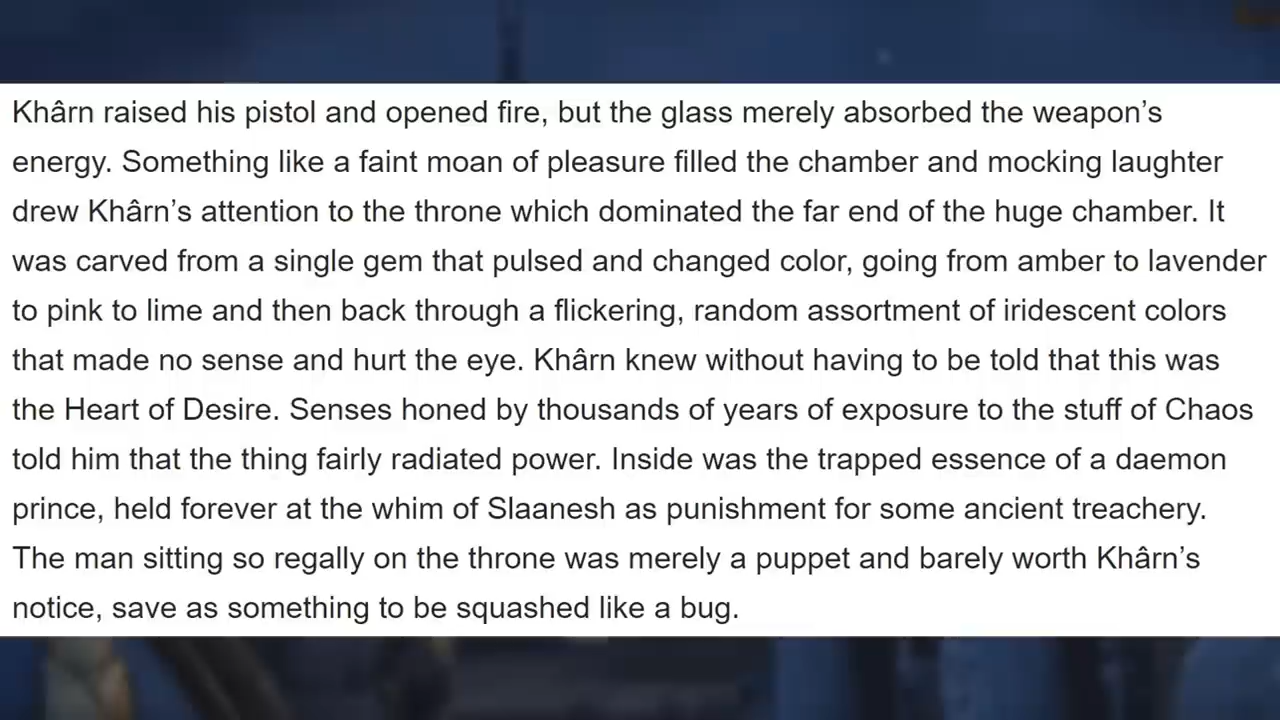 Khârn raised his pistol and opened fire, but the glass merely absorbed the weapon’s
energy. Something like a faint moan of pleasure filled the chamber and mocking laughter
drew Khârn’s attention to the throne which dominated the far end of the huge chamber. It
was carved from a single gem that pulsed and changed color, going from amber to lavender
to pink to lime and then back through a flickering, random assortment of iridescent colors
that made no sense and hurt the eye. Khârn knew without having to be told that this was
the Heart of Desire. Senses honed by thousands of years of exposure to the stuff of Chaos
told him that the thing fairly radiated power. Inside was the trapped essence of a daemon
prince, held forever at the whim of Slaanesh as punishment for some ancient treachery.
The man sitting so regally on the throne was merely a puppet and barely worth Khârn’s
notice, save as something to be squashed like a bug.